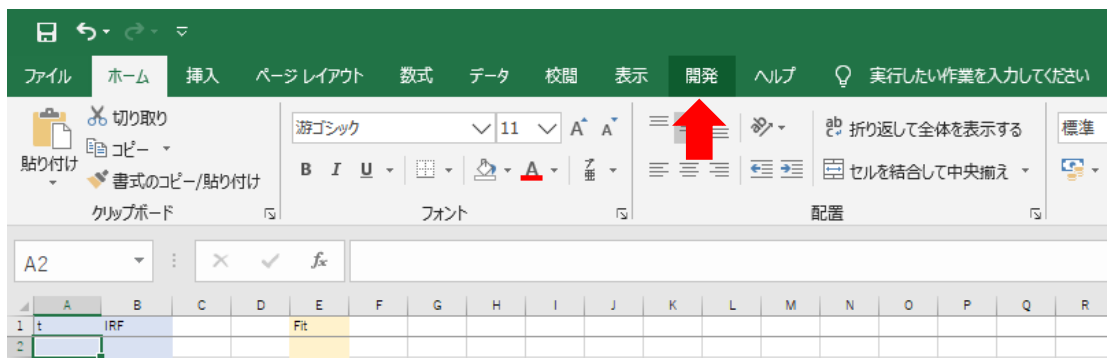 ファイル ホーム 挿入 ページ レイアウト 数式 データ 校閲 表示 開発 ヘルプ 実行したい作業を入力してください
切り取り
游ゴシック 11 A A ab 折り返して全体を表示する 標準
コピー
貼り付け
B I U A 亜 セルを結合して中央揃え
書式のコピー/貼り付け
クリップボード フォント 配置
A2 fx
A B C D E F G H I J K L M N O P Q R
1 t IRF Fit
2